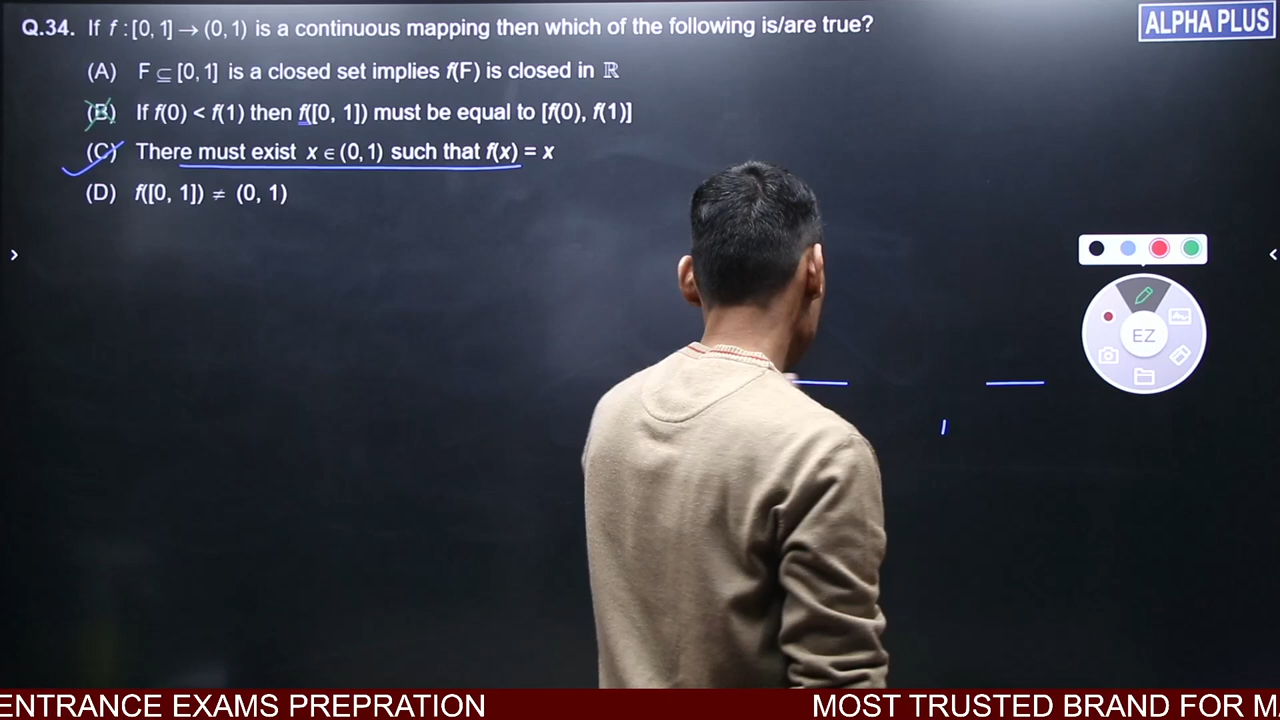 Q.34. If f : [0, 1] → (0, 1) is a continuous mapping then which of the following is/are true?
ALPHA PLUS
(A) F ⊆ [0, 1] is a closed set implies f(F) is closed in ℝ
(B) If f(0) < f(1) then f([0, 1]) must be equal to [f(0), f(1)]
(C) There must exist x ∈ (0, 1) such that f(x) = x
(D) f([0, 1]) ≠ (0, 1)
EZ
ENTRANCE EXAMS PREPRATION MOST TRUSTED BRAND FOR M